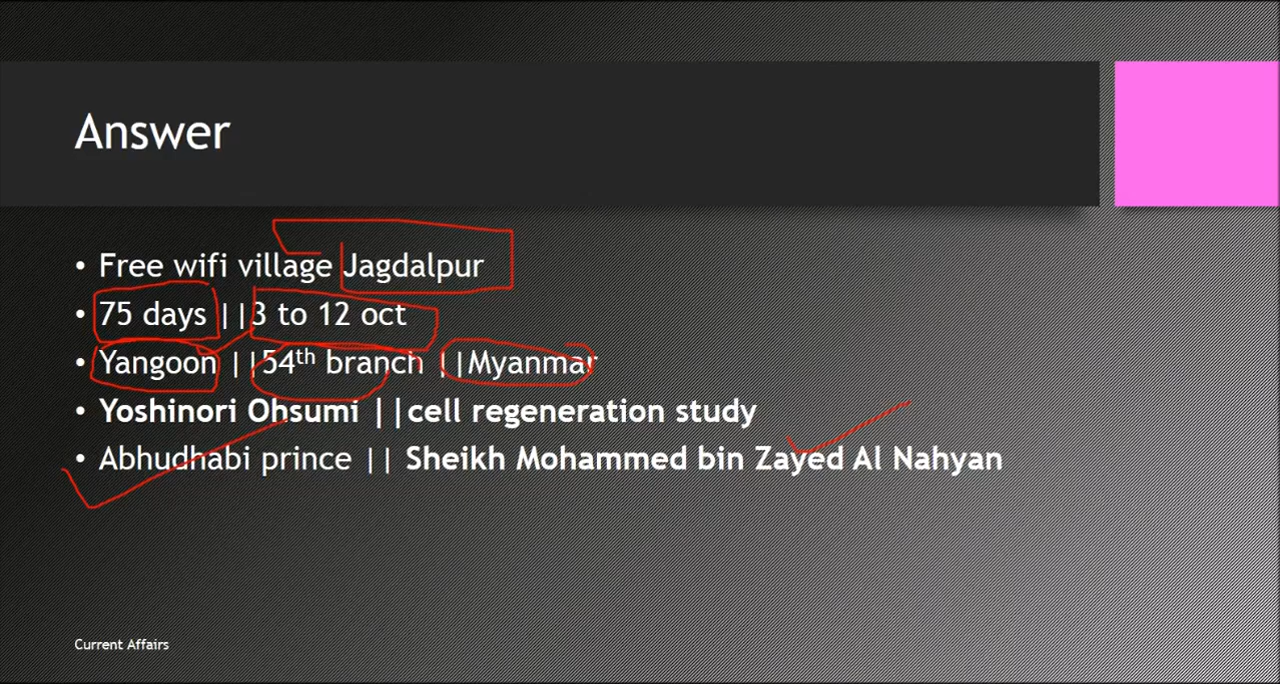 Answer
• Free wifi village Jagdalpur
• 75 days ||3 to 12 oct
• Yangoon ||54th branch ||Myanmar
• Yoshinori Ohsumi ||cell regeneration study
• Abhudhabi prince || Sheikh Mohammed bin Zayed Al Nahyan
Current Affairs